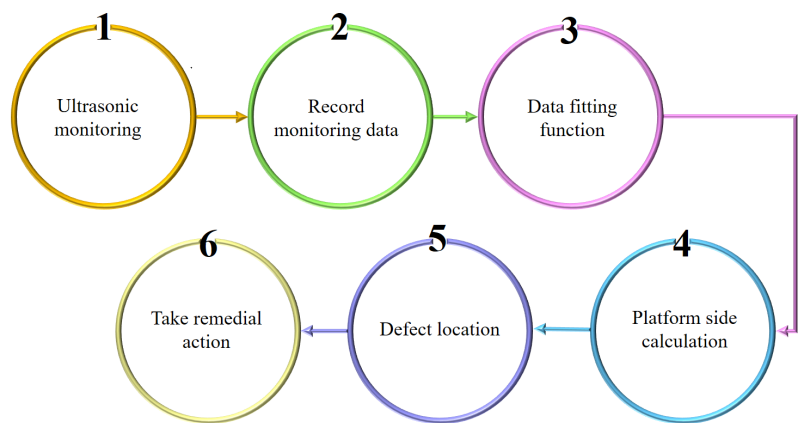 1
Ultrasonic
monitoring
2
Record
monitoring data
3
Data fitting
function
4
Platform side
calculation
5
Defect location
6
Take remedial
action